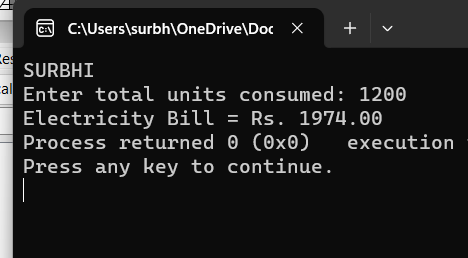 C:\Users\surbh\OneDrive\Doc
SURBHI
Enter total units consumed: 1200
Electricity Bill = Rs. 1974.00
Process returned 0 (0x0)   execution
Press any key to continue.